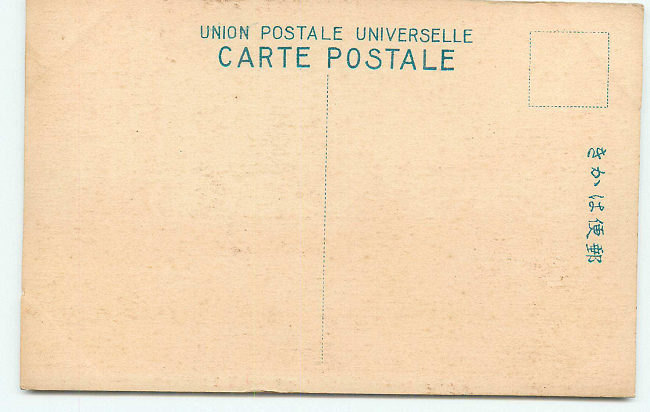 UNION POSTALE UNIVERSELLE
CARTE POSTALE
郵便はかき